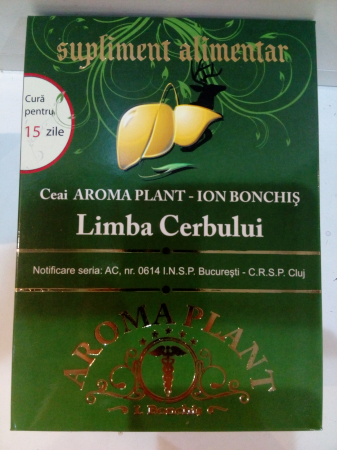 supliment alimentar
Cură
pentru
15 zile
Ceai AROMA PLANT - ION BONCHIȘ
Limba Cerbului
Notificare seria: AC, nr. 0614 I.N.S.P. București - C.R.S.P. Cluj
AROMA PLANT
I. Bonchiș